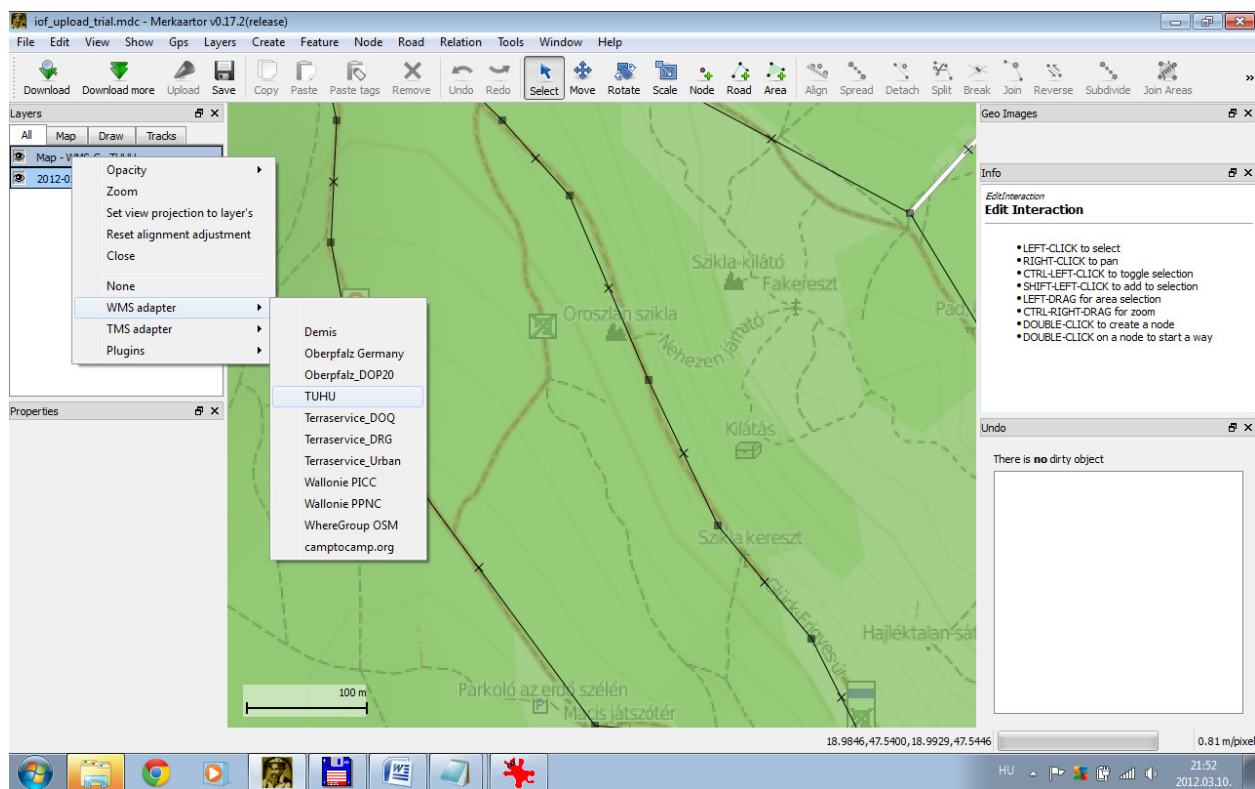 iof_upload_trial.mdc - Merkaartor v0.17.2(release)
File Edit View Show Gps Layers Create Feature Node Road Relation Tools Window Help
Download Download more Upload Save Copy Paste Paste tags Remove Undo Redo Select Move Rotate Scale Node Road Area Align Spread Detach Split Break Join Reverse Subdivide Join Areas
Layers
All Map Draw Tracks
Map - WMS-C - TUHU
2012-0
Opacity
Zoom
Set view projection to layer's
Reset alignment adjustment
Close
None
WMS adapter
TMS adapter
Plugins
Demis
Oberpfalz Germany
Oberpfalz_DOP20
TUHU
Terraservice_DOQ
Terraservice_DRG
Terraservice_Urban
Wallonie PICC
Wallonie PPNC
WhereGroup OSM
camptocamp.org
Properties
Szikla-kilátó
Fakereszt
Oroszlán szikla
Nehezen járható
Pad,
Kilátás
Szikla kereszt
Glück Frigyes út
Hajléktalan-sát
Parkoló az erdő szélén
P
Macis játszótér
100 m
Geo Images
Info
EditInteraction
Edit Interaction
LEFT-CLICK to select
RIGHT-CLICK to pan
CTRL-LEFT-CLICK to toggle selection
SHIFT-LEFT-CLICK to add to selection
LEFT-DRAG for area selection
CTRL-RIGHT-DRAG for zoom
DOUBLE-CLICK to create a node
DOUBLE-CLICK on a node to start a way
Undo
There is no dirty object
18.9846,47.5400,18.9929,47.5446
0.81 m/pixel
HU
21:52
2012.03.10.